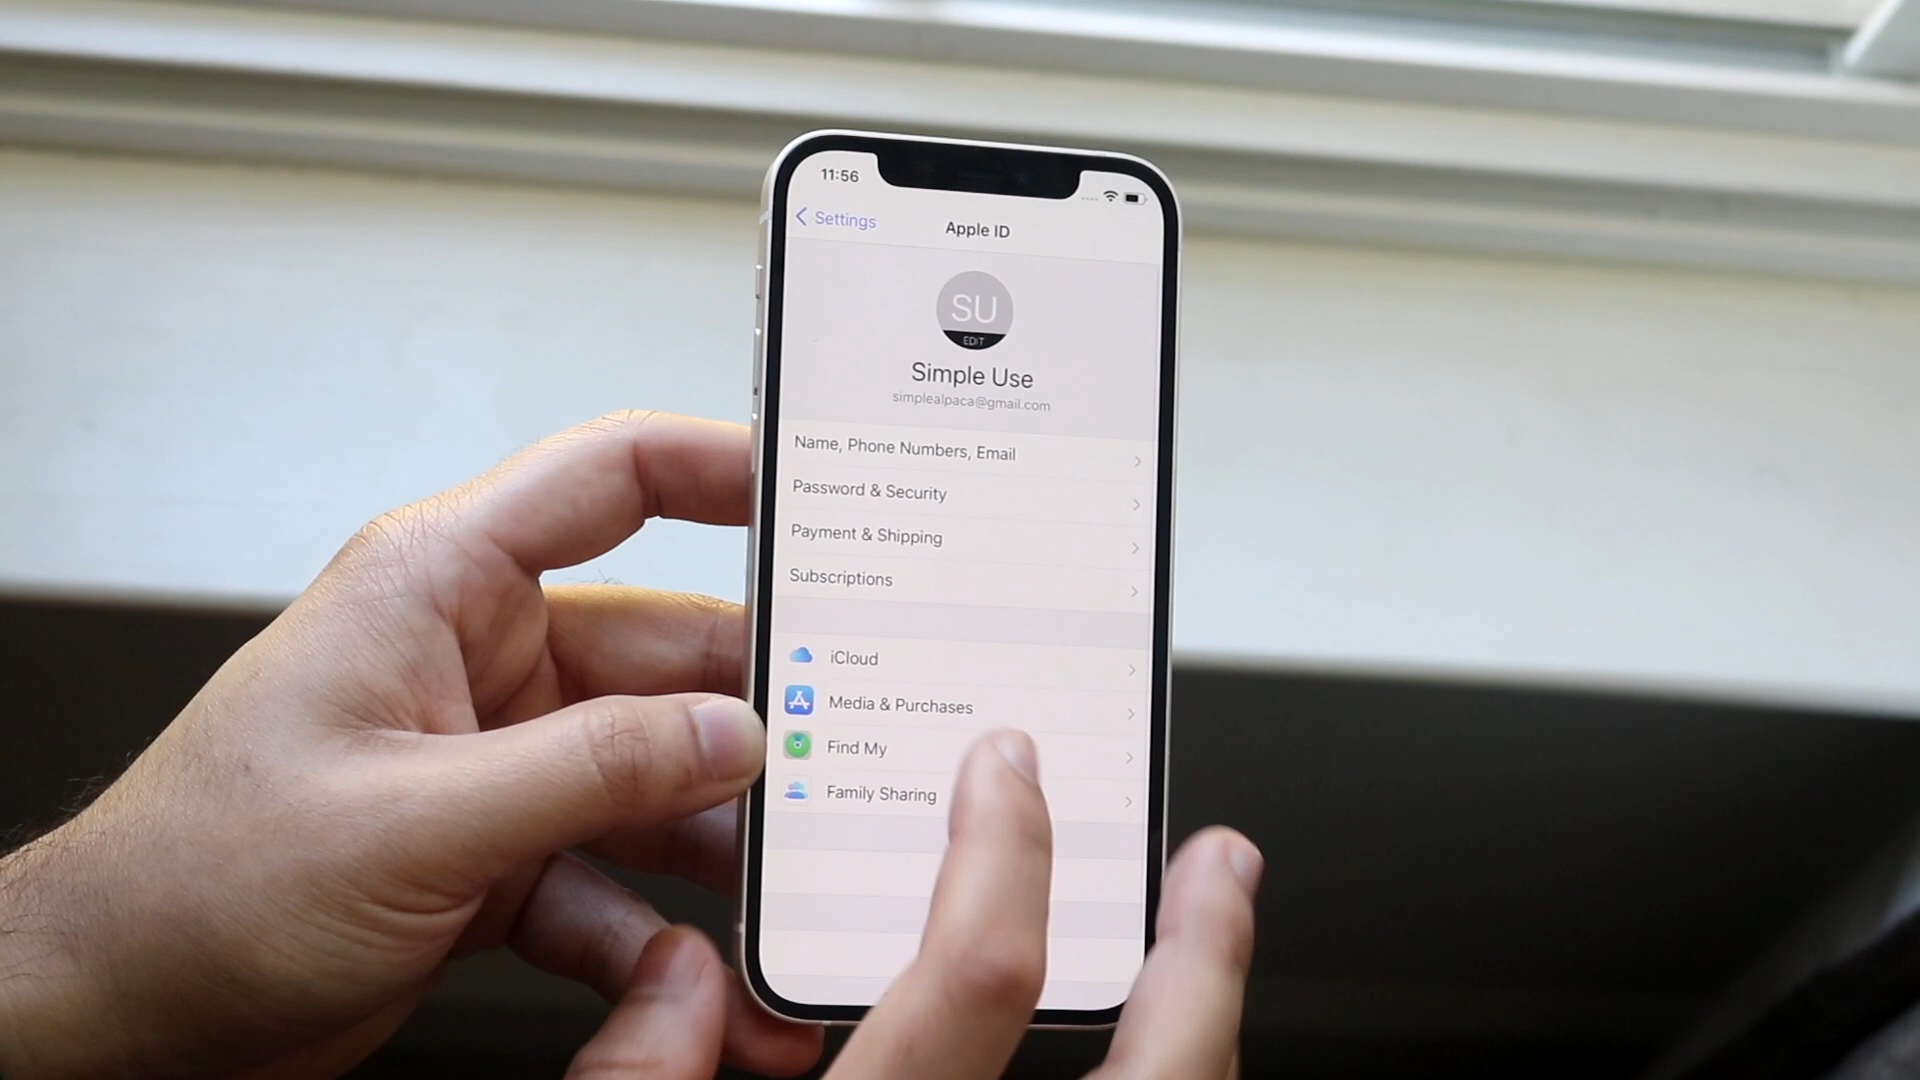 11:56
Settings
Apple ID
SU
EDIT
Simple Use
simplealpaca@gmail.com
Name, Phone Numbers, Email
Password & Security
Payment & Shipping
Subscriptions
iCloud
Media & Purchases
Find My
Family Sharing